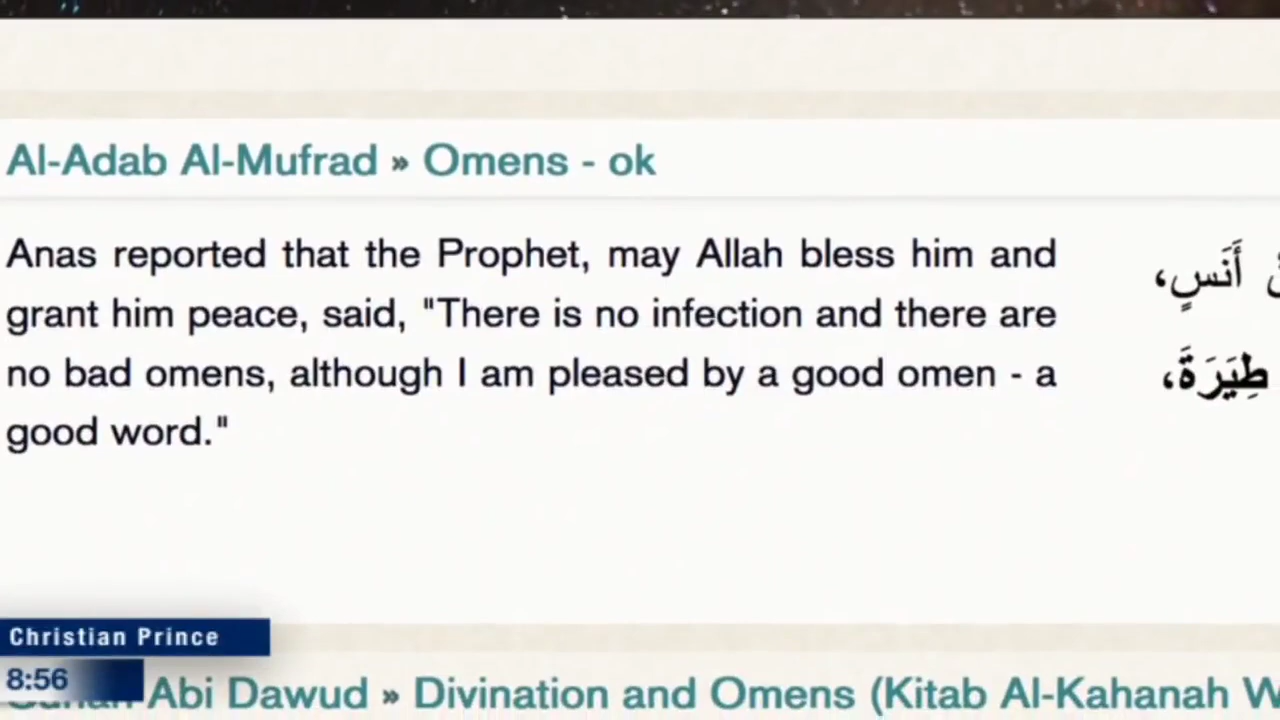 Al-Adab Al-Mufrad » Omens - ok
Anas reported that the Prophet, may Allah bless him and
grant him peace, said, "There is no infection and there are
no bad omens, although I am pleased by a good omen - a
good word."
أَنَسٍ،
طِيَرَةَ،
Christian Prince
8:56
Abi Dawud » Divination and Omens (Kitab Al-Kahanah W